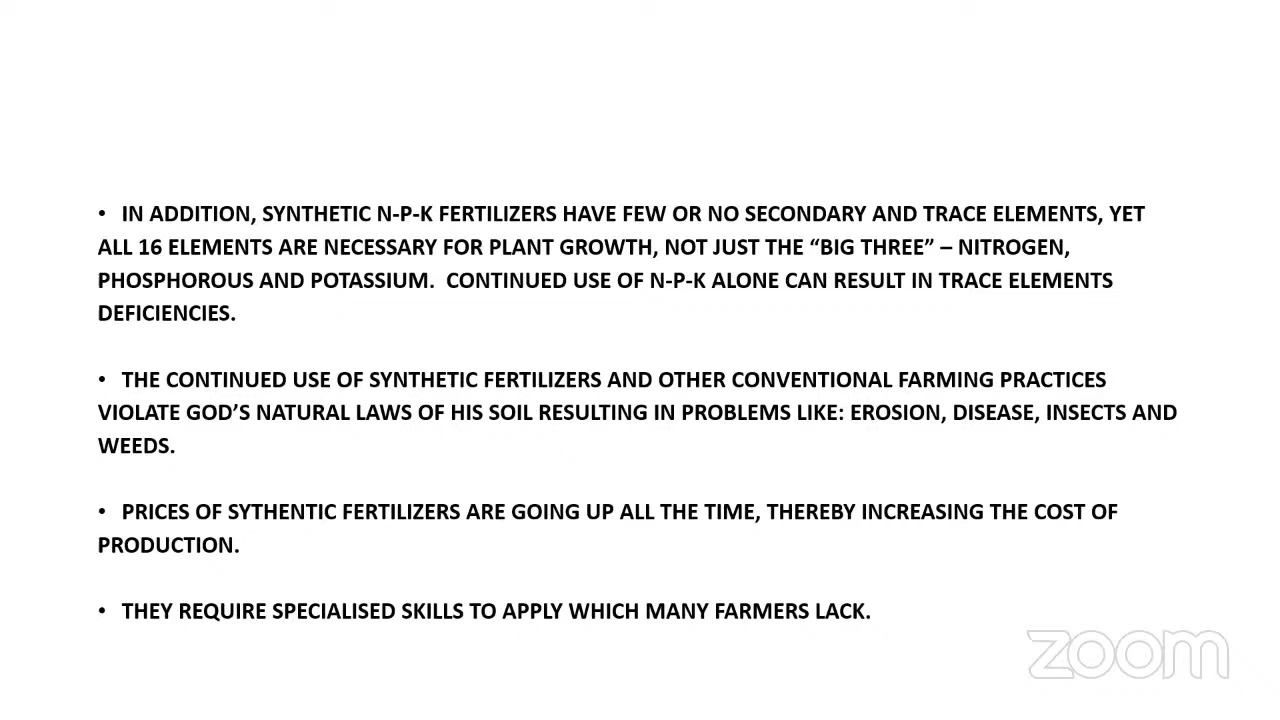 • IN ADDITION, SYNTHETIC N-P-K FERTILIZERS HAVE FEW OR NO SECONDARY AND TRACE ELEMENTS, YET
ALL 16 ELEMENTS ARE NECESSARY FOR PLANT GROWTH, NOT JUST THE “BIG THREE” – NITROGEN,
PHOSPHOROUS AND POTASSIUM.  CONTINUED USE OF N-P-K ALONE CAN RESULT IN TRACE ELEMENTS
DEFICIENCIES.
• THE CONTINUED USE OF SYNTHETIC FERTILIZERS AND OTHER CONVENTIONAL FARMING PRACTICES
VIOLATE GOD’S NATURAL LAWS OF HIS SOIL RESULTING IN PROBLEMS LIKE: EROSION, DISEASE, INSECTS AND
WEEDS.
• PRICES OF SYTHENTIC FERTILIZERS ARE GOING UP ALL THE TIME, THEREBY INCREASING THE COST OF
PRODUCTION.
• THEY REQUIRE SPECIALISED SKILLS TO APPLY WHICH MANY FARMERS LACK.
zoom